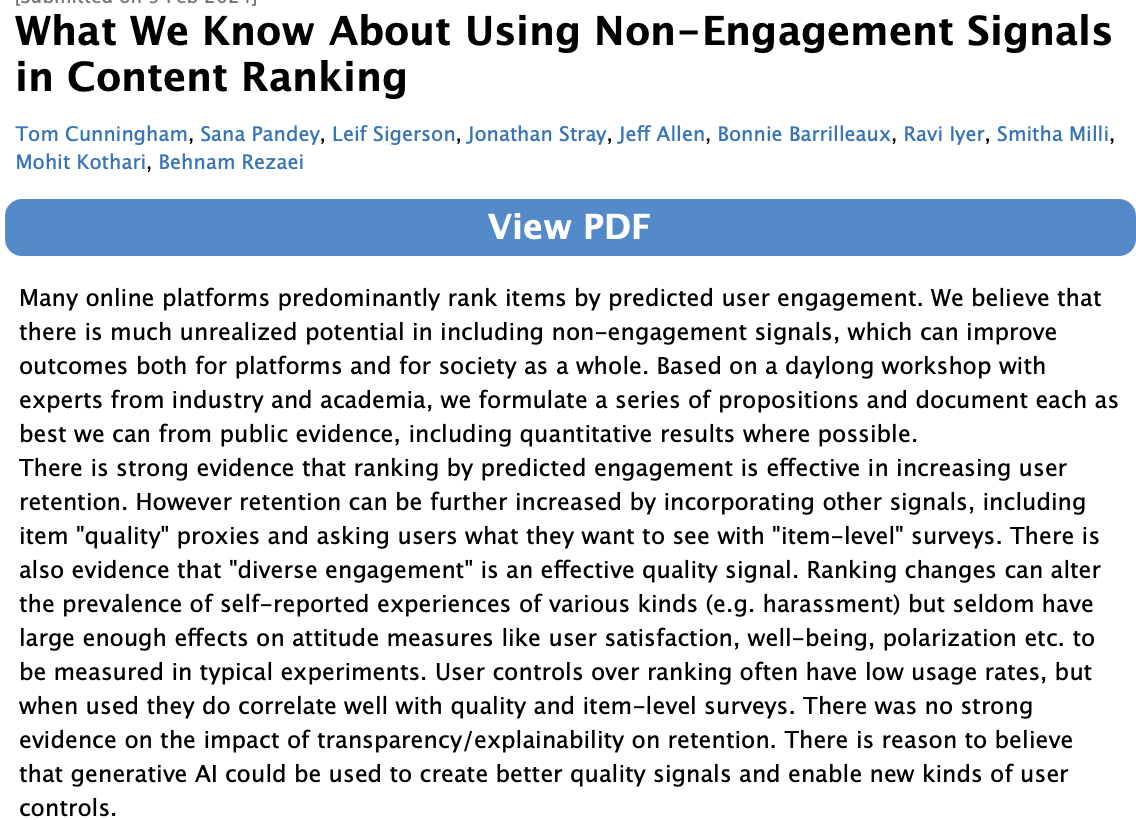 [Submitted on 9 Feb 2024]
What We Know About Using Non-Engagement Signals
in Content Ranking
Tom Cunningham, Sana Pandey, Leif Sigerson, Jonathan Stray, Jeff Allen, Bonnie Barrilleaux, Ravi Iyer, Smitha Milli,
Mohit Kothari, Behnam Rezaei
View PDF
Many online platforms predominantly rank items by predicted user engagement. We believe that
there is much unrealized potential in including non-engagement signals, which can improve
outcomes both for platforms and for society as a whole. Based on a daylong workshop with
experts from industry and academia, we formulate a series of propositions and document each as
best we can from public evidence, including quantitative results where possible.
There is strong evidence that ranking by predicted engagement is effective in increasing user
retention. However retention can be further increased by incorporating other signals, including
item "quality" proxies and asking users what they want to see with "item-level" surveys. There is
also evidence that "diverse engagement" is an effective quality signal. Ranking changes can alter
the prevalence of self-reported experiences of various kinds (e.g. harassment) but seldom have
large enough effects on attitude measures like user satisfaction, well-being, polarization etc. to
be measured in typical experiments. User controls over ranking often have low usage rates, but
when used they do correlate well with quality and item-level surveys. There was no strong
evidence on the impact of transparency/explainability on retention. There is reason to believe
that generative AI could be used to create better quality signals and enable new kinds of user
controls.